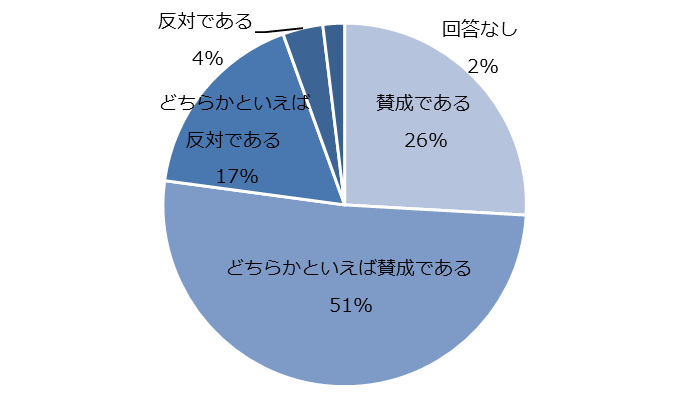 反対である
4%
回答なし
2%
どちらかといえば
反対である
17%
賛成である
26%
どちらかといえば賛成である
51%